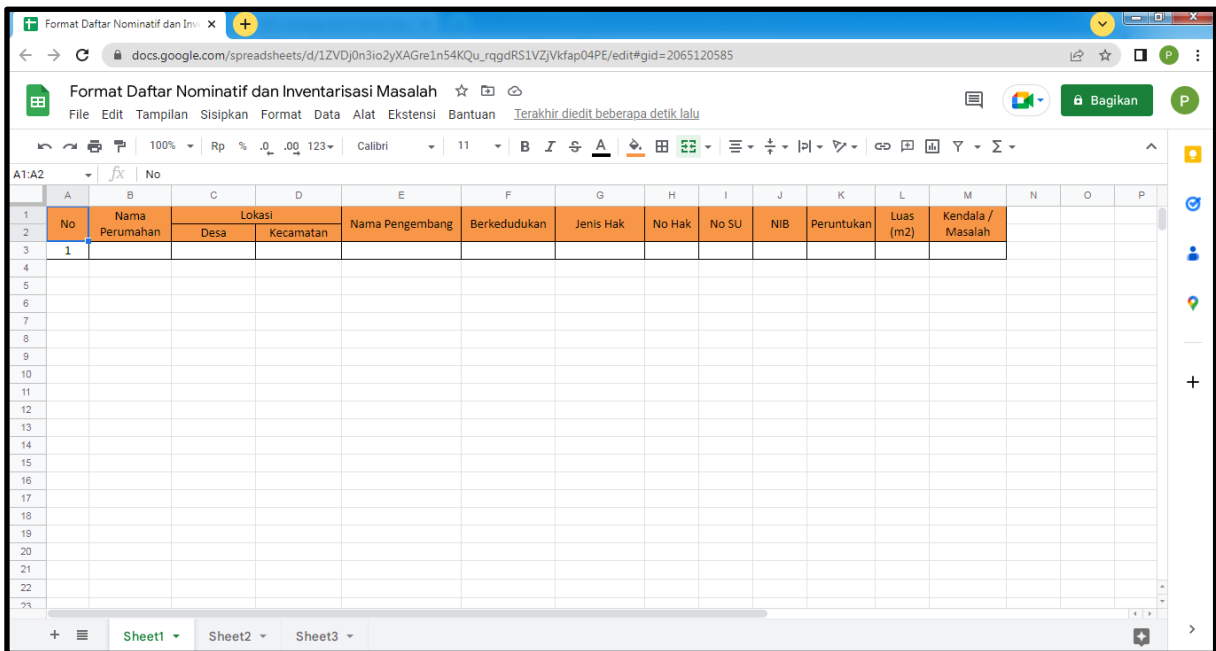 Format Daftar Nominatif dan Inv
docs.google.com/spreadsheets/d/1ZVDj0n3io2yXAGre1n54KQu_rqgdRS1VZjVkfap04PE/edit#gid=2065120585
P
Format Daftar Nominatif dan Inventarisasi Masalah
File Edit Tampilan Sisipkan Format Data Alat Ekstensi Bantuan Terakhir diedit beberapa detik lalu
Bagikan
P
100% Rp % .0 .00 123 Calibri 11 B I S A
A1:A2 fx No
A B C D E F G H I J K L M N O P
1 No Nama Perumahan Lokasi Nama Pengembang Berkedudukan Jenis Hak No Hak No SU NIB Peruntukan Luas (m2) Kendala / Masalah
2 Desa Kecamatan
3 1
4
5
6
7
8
9
10
11
12
13
14
15
16
17
18
19
20
21
22
23
Sheet1 Sheet2 Sheet3